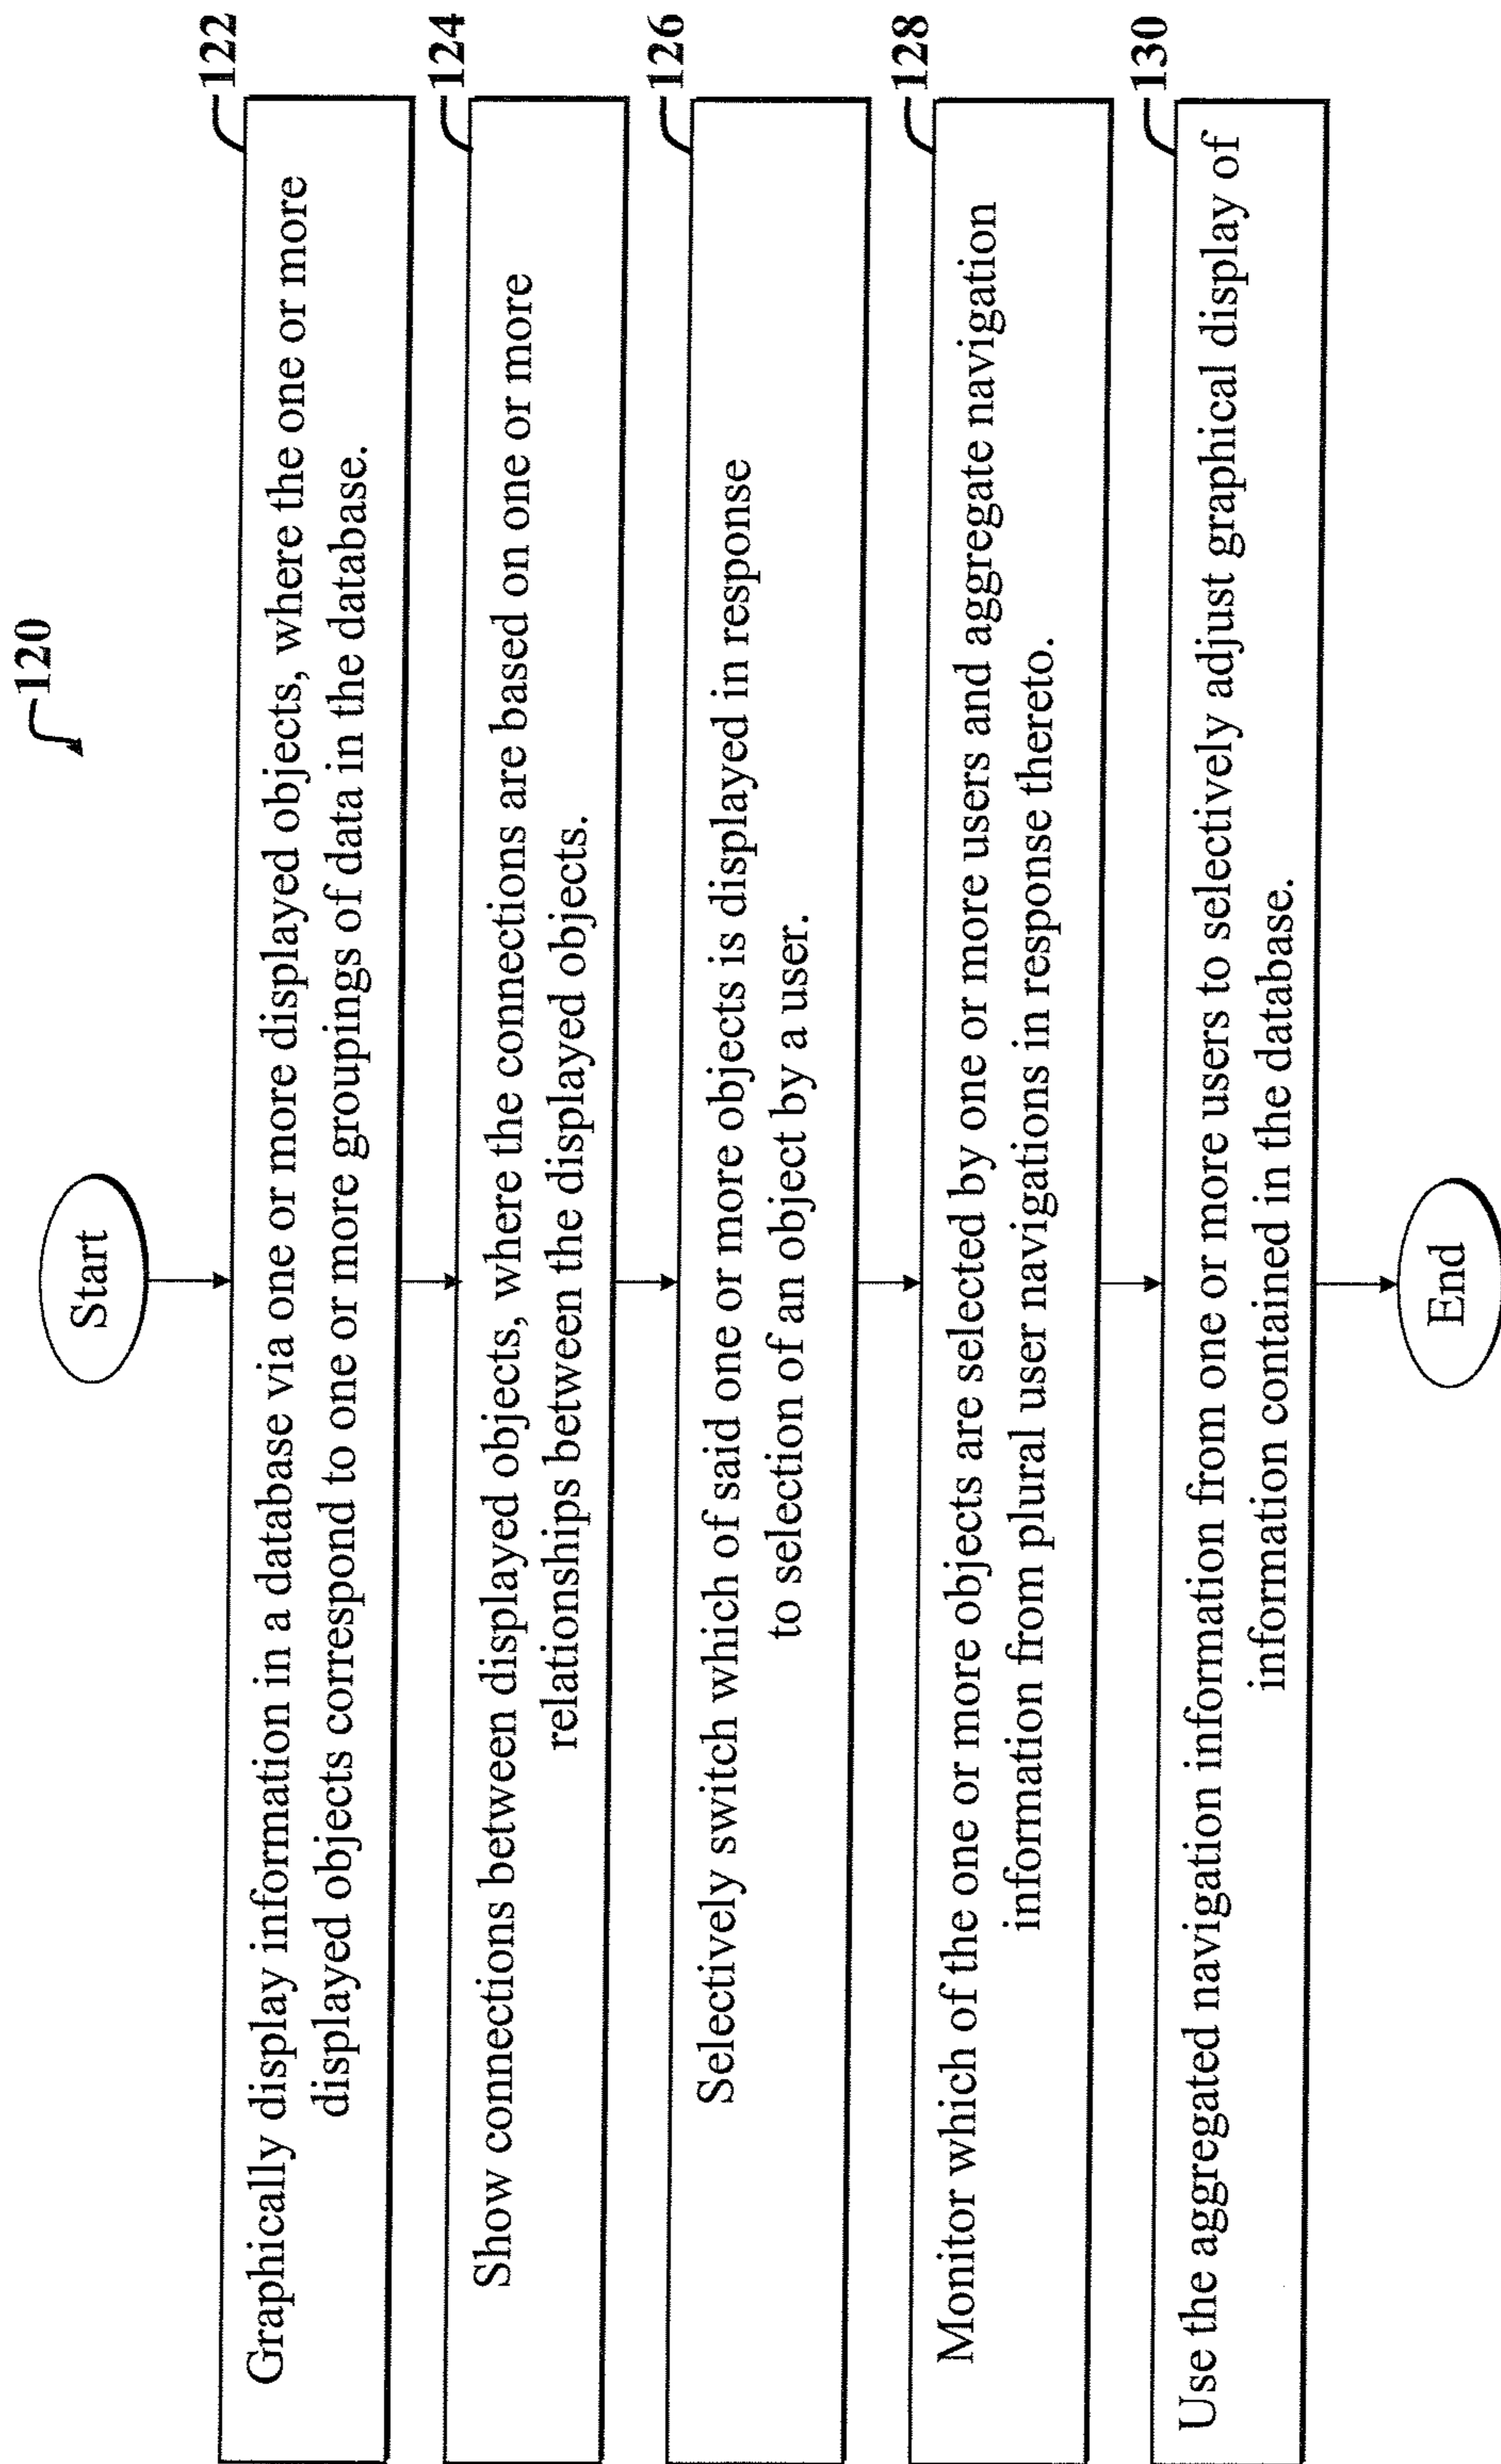 120
Start
122
Graphically display information in a database via one or more displayed objects, where the one or more
displayed objects correspond to one or more groupings of data in the database.
124
Show connections between displayed objects, where the connections are based on one or more
relationships between the displayed objects.
126
Selectively switch which of said one or more objects is displayed in response
to selection of an object by a user.
128
Monitor which of the one or more objects are selected by one or more users and aggregate navigation
information from plural user navigations in response thereto.
130
Use the aggregated navigation information from one or more users to selectively adjust graphical display of
information contained in the database.
End